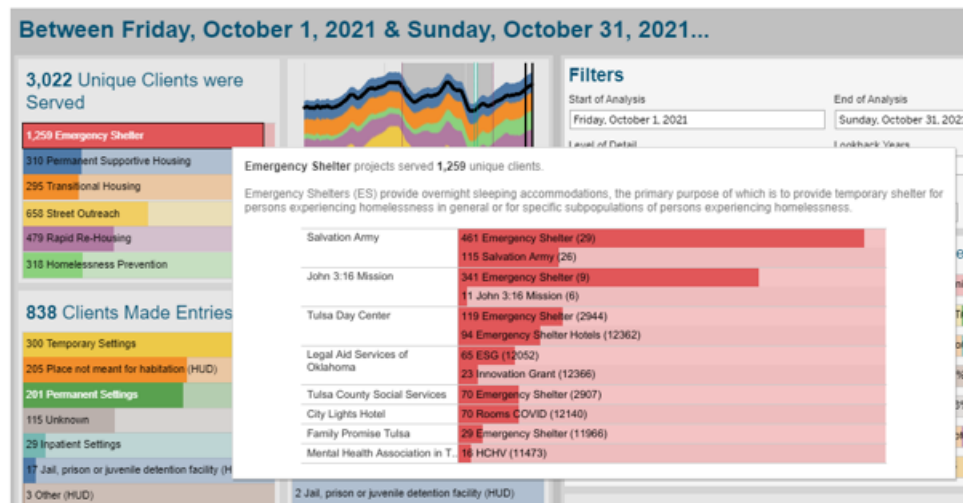 Between Friday, October 1, 2021 & Sunday, October 31, 2021...
3,022 Unique Clients were
Served
1,259 Emergency Shelter
310 Permanent Supportive Housing
295 Transitional Housing
658 Street Outreach
479 Rapid Re-Housing
318 Homelessness Prevention
838 Clients Made Entries
300 Temporary Settings
205 Place not meant for habitation (HUD)
201 Permanent Settings
115 Unknown
29 Inpatient Settings
17 Jail, prison or juvenile detention facility (H
3 Other (HUD)
2 Jail, prison or juvenile detention facility (HUD)
Filters
Start of Analysis
End of Analysis
Friday, October 1, 2021
Sunday, October 31, 202
Level of Detail
Lookback Years
Emergency Shelter projects served 1,259 unique clients.
Emergency Shelters (ES) provide overnight sleeping accommodations, the primary purpose of which is to provide temporary shelter for
persons experiencing homelessness in general or for specific subpopulations of persons experiencing homelessness.
Salvation Army
461 Emergency Shelter (29)
115 Salvation Army (26)
John 3:16 Mission
341 Emergency Shelter (9)
11 John 3:16 Mission (6)
Tulsa Day Center
119 Emergency Shelter (2944)
94 Emergency Shelter Hotels (12362)
Legal Aid Services of
Oklahoma
65 ESG (12052)
23 Innovation Grant (12366)
Tulsa County Social Services
70 Emergency Shelter (2907)
City Lights Hotel
70 Rooms COVID (12140)
Family Promise Tulsa
29 Emergency Shelter (11966)
Mental Health Association in T..
16 HCHV (11473)